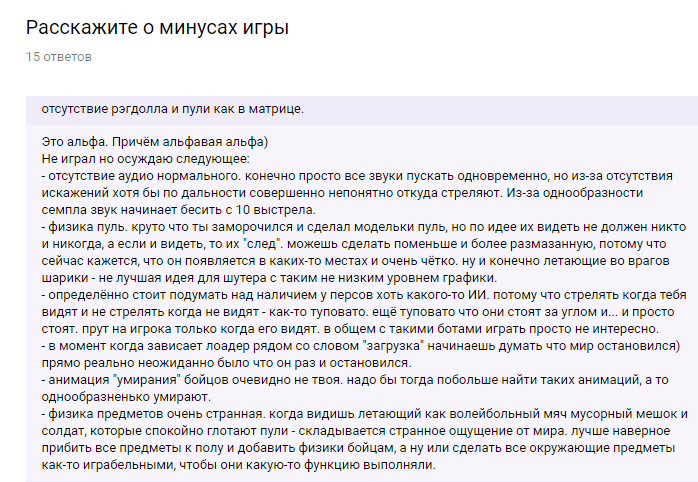 Расскажите о минусах игры
15 ответов
отсутствие рэгдолла и пули как в матрице.
Это альфа. Причём альфавая альфа)
Не играл но осуждаю следующее:
- отсутствие аудио нормального. конечно просто все звуки пускать одновременно, но из-за отсутствия
искажений хотя бы по дальности совершенно непонятно откуда стреляют. Из-за однообразности
семпла звук начинает бесить с 10 выстрела.
- физика пуль. круто что ты заморочился и сделал модельки пуль, но по идее их видеть не должен никто
и никогда, а если и видеть, то их "след". можешь сделать поменьше и более размазанную, потому что
сейчас кажется, что он появляется в каких-то местах и очень чётко. ну и конечно летающие во врагов
шарики - не лучшая идея для шутера с таким не низким уровнем графики.
- определённо стоит подумать над наличием у персов хоть какого-то ИИ. потому что стрелять когда тебя
видят и не стрелять когда не видят - как-то туповато. ещё туповато что они стоят за углом и... и просто
стоят. прут на игрока только когда его видят. в общем с такими ботами играть просто не интересно.
- в момент когда зависает лоадер рядом со словом "загрузка" начинаешь думать что мир остановился)
прямо реально неожиданно было что он раз и остановился.
- анимация "умирания" бойцов очевидно не твоя. надо бы тогда побольше найти таких анимаций, а то
однообразненько умирают.
- физика предметов очень странная. когда видишь летающий как волейбольный мяч мусорный мешок и
солдат, которые спокойно глотают пули - складывается странное ощущение от мира. лучше наверное
прибить все предметы к полу и добавить физики бойцам, а ну или сделать все окружающие предметы
как-то играбельными, чтобы они какую-то функцию выполняли.